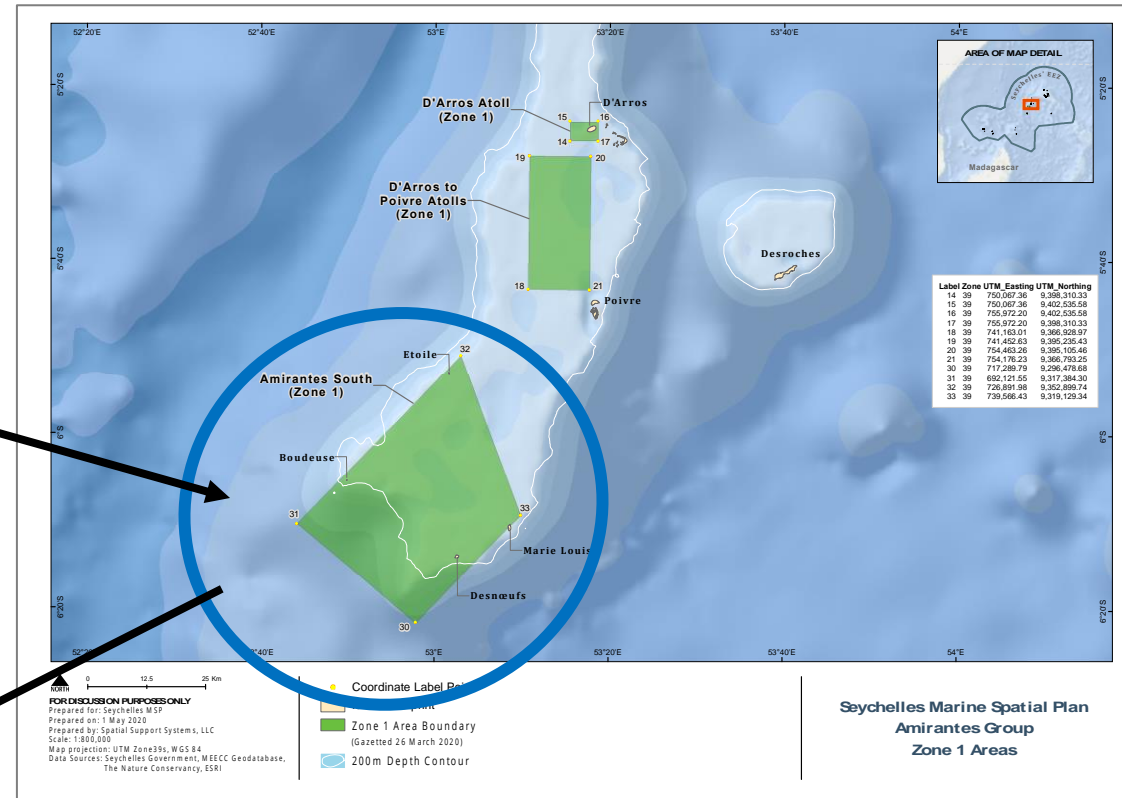 52°20'E 52°40'E 53°E 53°20'E 53°40'E 54°E
5°20'S
5°20'S
AREA OF MAP DETAIL
Seychelles' EEZ
Madagascar
D'Arros Atoll
(Zone 1)
D'Arros
15
16
14
17
19
20
D'Arros to
Poivre Atolls
(Zone 1)
Desroches
5°40'S
5°40'S
18
21
Poivre
Label Zone UTM_Easting UTM_Northing
14 39 750,067.36 9,398,310.33
15 39 750,067.36 9,402,535.58
16 39 755,972.20 9,402,535.58
17 39 755,972.20 9,398,310.33
18 39 741,163.01 9,366,928.97
19 39 741,452.63 9,395,235.43
20 39 754,463.26 9,395,105.46
21 39 754,176.23 9,366,793.25
30 39 717,289.79 9,296,478.68
31 39 692,121.55 9,317,384.30
32 39 726,891.98 9,352,899.74
33 39 739,566.43 9,319,129.34
Etoile
32
Amirantes South
(Zone 1)
6°S
6°S
Boudeuse
31
33
Marie Louis
Desnœufs
6°20'S
6°20'S
30
52°20'E 52°40'E 53°E 53°20'E 53°40'E 54°E
NORTH
0 12.5 25 Km
FOR DISCUSSION PURPOSES ONLY
Prepared for: Seychelles MSP
Prepared on: 1 May 2020
Prepared by: Spatial Support Systems, LLC
Scale: 1:800,000
Map projection: UTM Zone39s, WGS 84
Data Sources: Seychelles Government, MEECC Geodatabase,
The Nature Conservancy, ESRI
Coordinate Label
Zone 1 Area Boundary
(Gazetted 26 March 2020)
200m Depth Contour
Seychelles Marine Spatial Plan
Amirantes Group
Zone 1 Areas